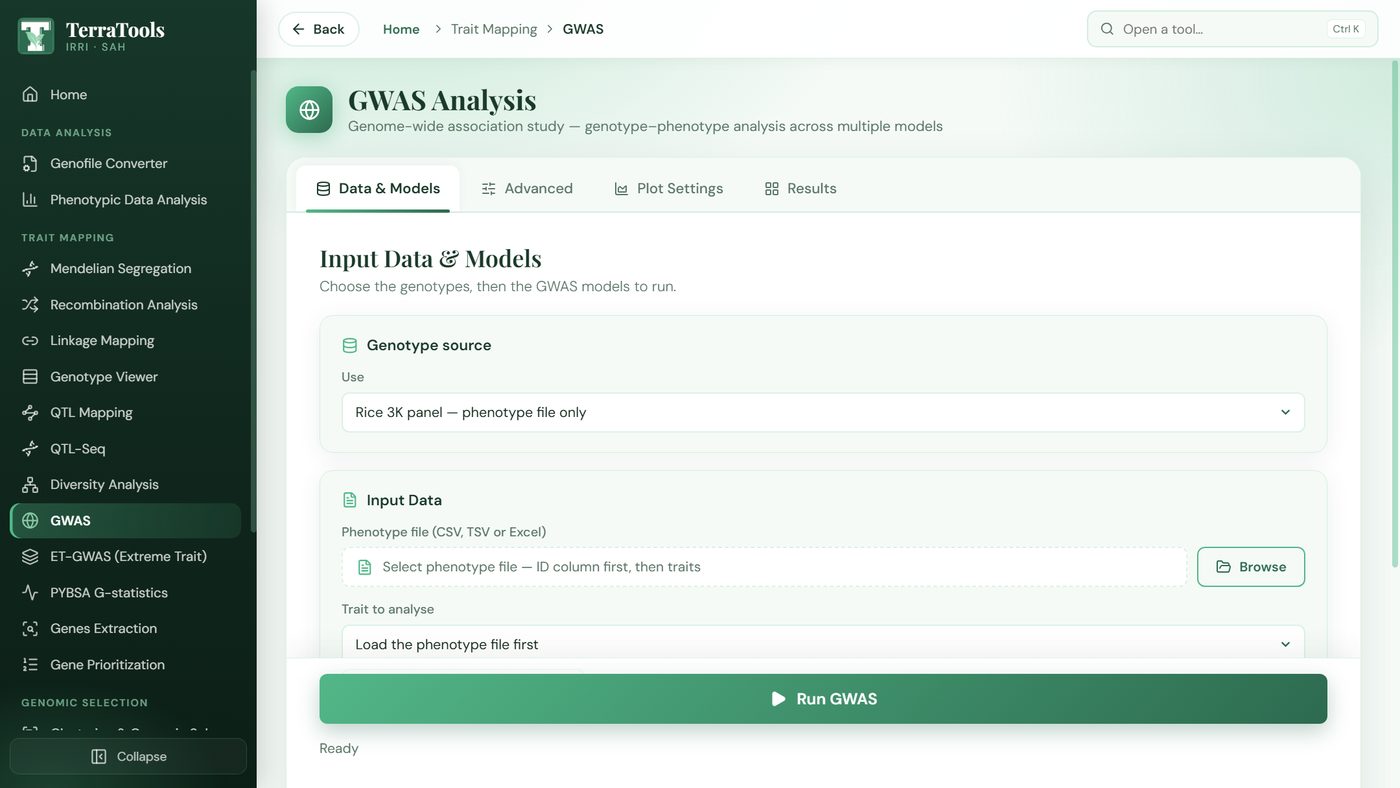 TerraTools
IRRI · SAH
Home
DATA ANALYSIS
Genofile Converter
Phenotypic Data Analysis
TRAIT MAPPING
Mendelian Segregation
Recombination Analysis
Linkage Mapping
Genotype Viewer
QTL Mapping
QTL-Seq
Diversity Analysis
GWAS
ET-GWAS (Extreme Trait)
PYBSA G-statistics
Genes Extraction
Gene Prioritization
GENOMIC SELECTION
Collapse
Back
Home > Trait Mapping > GWAS
Open a tool...
Ctrl K
GWAS Analysis
Genome-wide association study — genotype–phenotype analysis across multiple models
Data & Models
Advanced
Plot Settings
Results
Input Data & Models
Choose the genotypes, then the GWAS models to run.
Genotype source
Use
Rice 3K panel — phenotype file only
Input Data
Phenotype file (CSV, TSV or Excel)
Select phenotype file — ID column first, then traits
Browse
Trait to analyse
Load the phenotype file first
Run GWAS
Ready